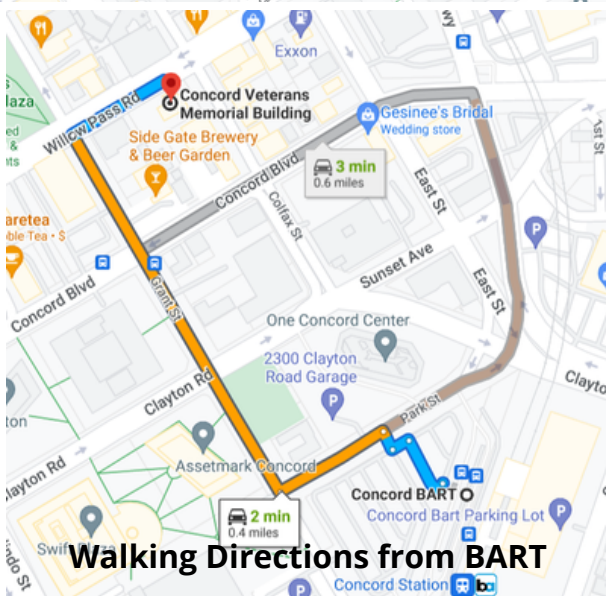 Exxon
Concord Veterans
Memorial Building
Willow Pass Rd
Gesinee's Bridal
Wedding store
Side Gate Brewery
& Beer Garden
3 min
0.6 miles
Concord Blvd
East St
Colfax St
Sunset Ave
East St
Concord Blvd
Grant St
One Concord Center
2300 Clayton
Road Garage
P
P
Clayton Rd
Park St
Assetmark Concord
Concord BART
2 min
0.4 miles
Concord Bart Parking Lot
P
Walking Directions from BART
Concord Station
ba
P